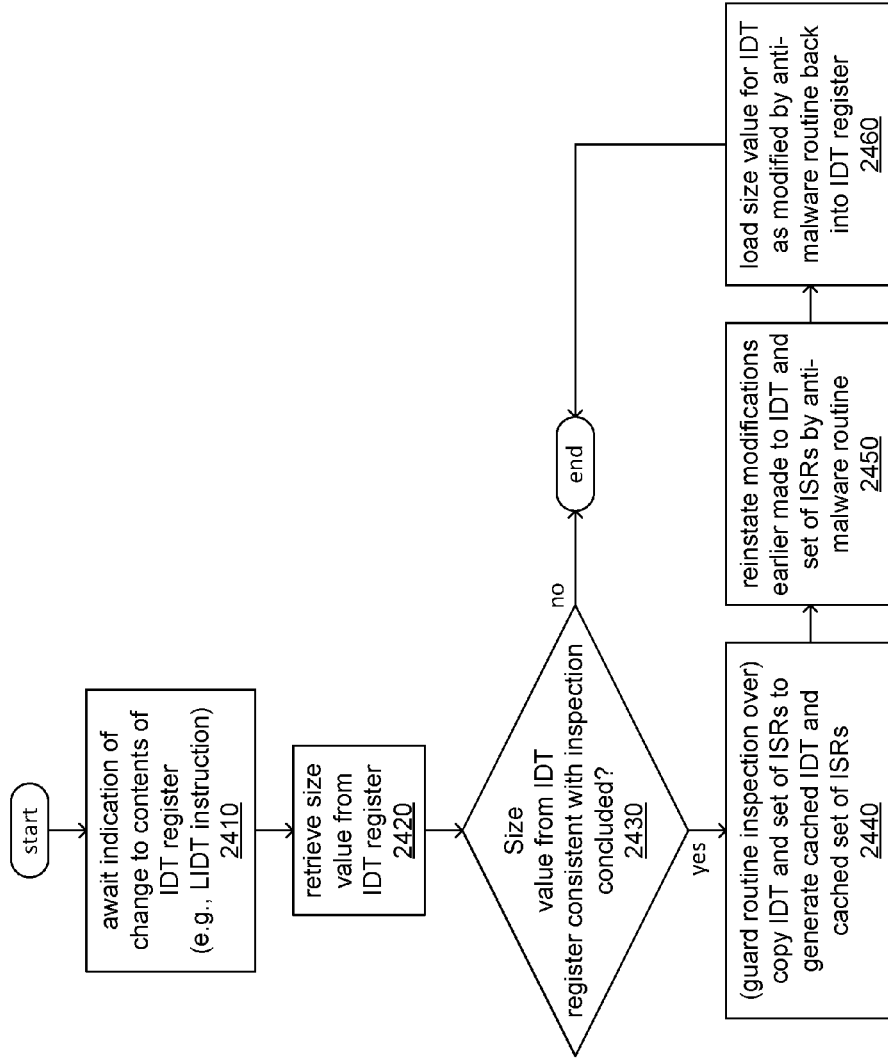 start
await indication of
change to contents of
IDT register
(e.g., LIDT instruction)
2410
retrieve size
value from
IDT register
2420
Size
value from IDT
register consistent with inspection
concluded?
2430
no
end
yes
(guard routine inspection over)
copy IDT and set of ISRs to
generate cached IDT and
cached set of ISRs
2440
reinstate modifications
earlier made to IDT and
set of ISRs by anti-
malware routine
2450
load size value for IDT
as modified by anti-
malware routine back
into IDT register
2460